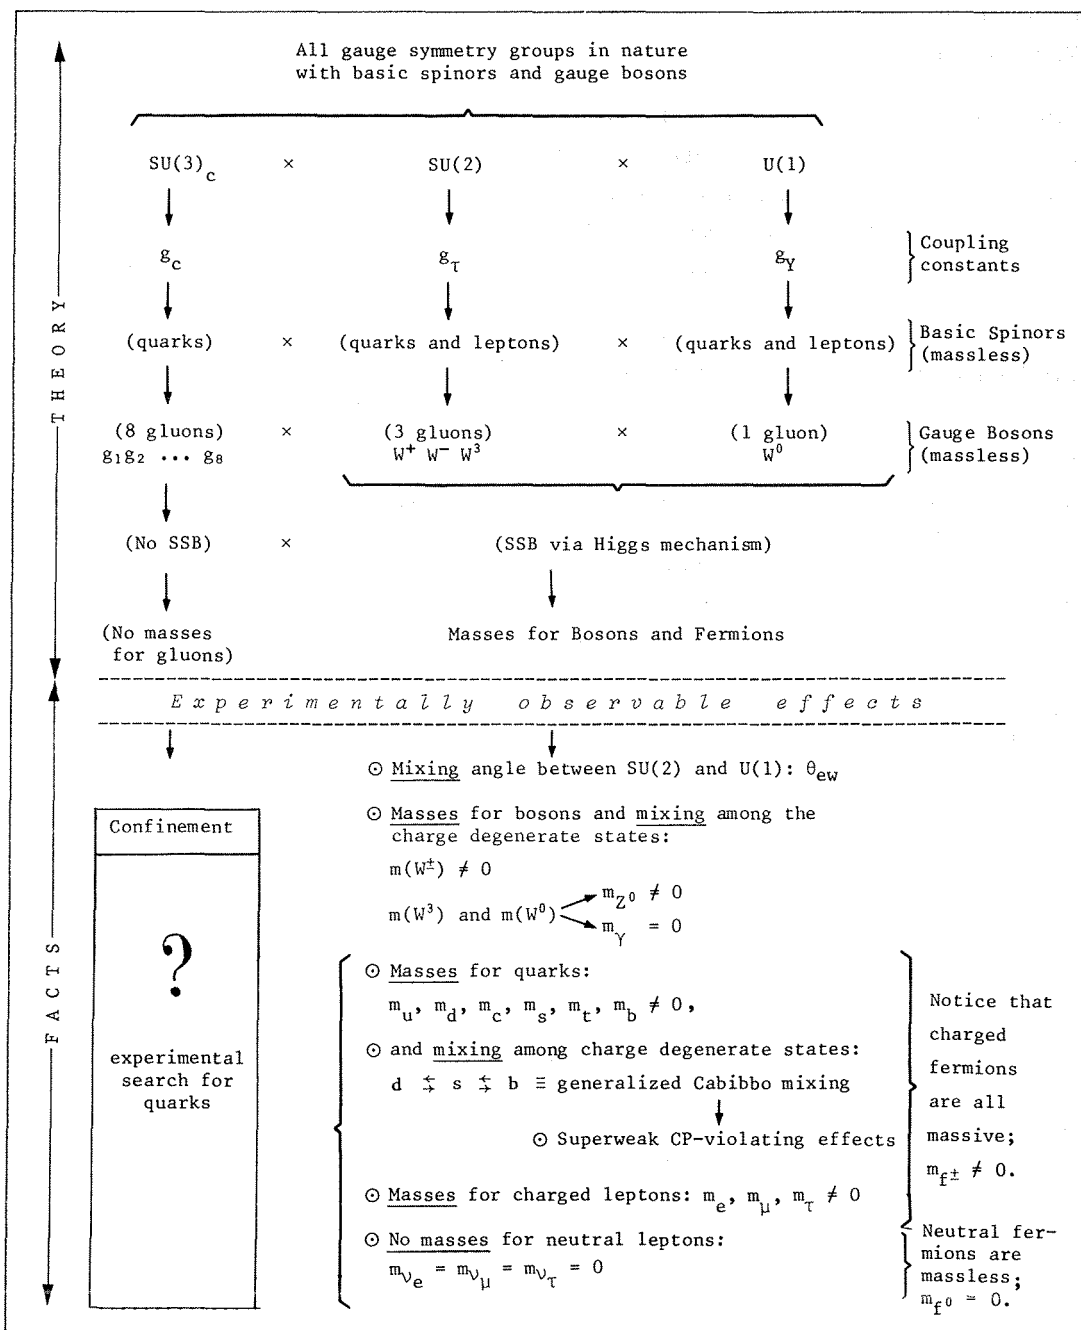 All gauge symmetry groups in nature
with basic spinors and gauge bosons
SU(3)c × SU(2) × U(1)
gc gτ gY
Coupling
constants
(quarks) × (quarks and leptons) × (quarks and leptons)
Basic Spinors
(massless)
(8 gluons) × (3 gluons) × (1 gluon)
g1g2 ... g8 W+ W− W3 W0
Gauge Bosons
(massless)
(No SSB) × (SSB via Higgs mechanism)
(No masses
for gluons)
Masses for Bosons and Fermions
THEORY
Experimentally observable effects
FACTS
Confinement
?
experimental
search for
quarks
⊙ Mixing angle between SU(2) and U(1): θew
⊙ Masses for bosons and mixing among the
charge degenerate states:
m(W±) ≠ 0
m(W3) and m(W0)
mZ0 ≠ 0
mγ = 0
⊙ Masses for quarks:
mu, md, mc, ms, mt, mb ≠ 0,
⊙ and mixing among charge degenerate states:
d ⇆ s ⇆ b ≡ generalized Cabibbo mixing
⊙ Superweak CP-violating effects
⊙ Masses for charged leptons: me, mμ, mτ ≠ 0
⊙ No masses for neutral leptons:
mνe = mνμ = mντ = 0
Notice that
charged
fermions
are all
massive;
mf± ≠ 0.
Neutral fer-
mions are
massless;
mf0 = 0.